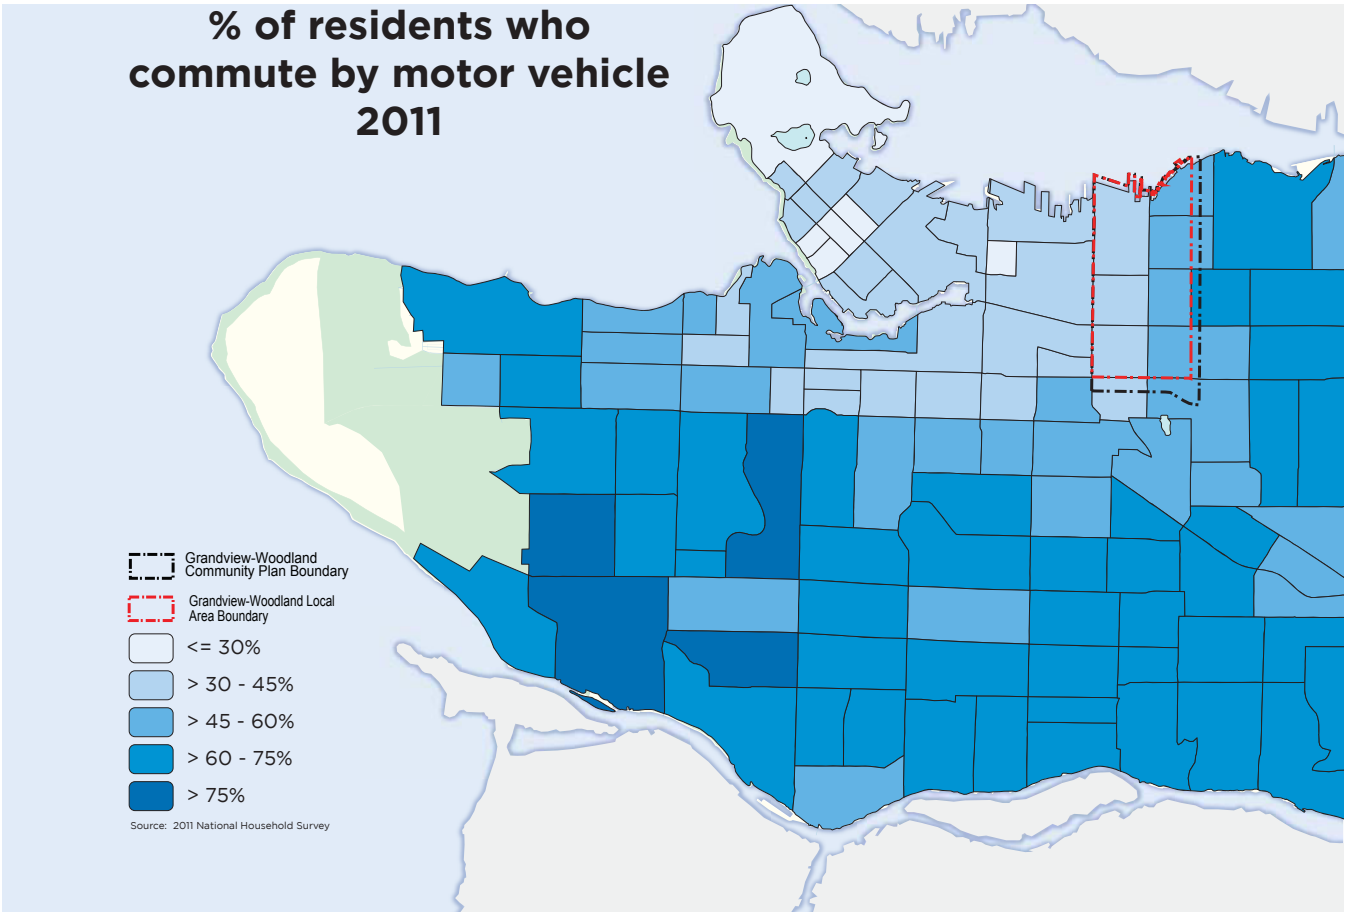 % of residents who
commute by motor vehicle
2011
Grandview-Woodland
Community Plan Boundary
Grandview-Woodland Local
Area Boundary
<= 30%
> 30 - 45%
> 45 - 60%
> 60 - 75%
> 75%
Source: 2011 National Household Survey